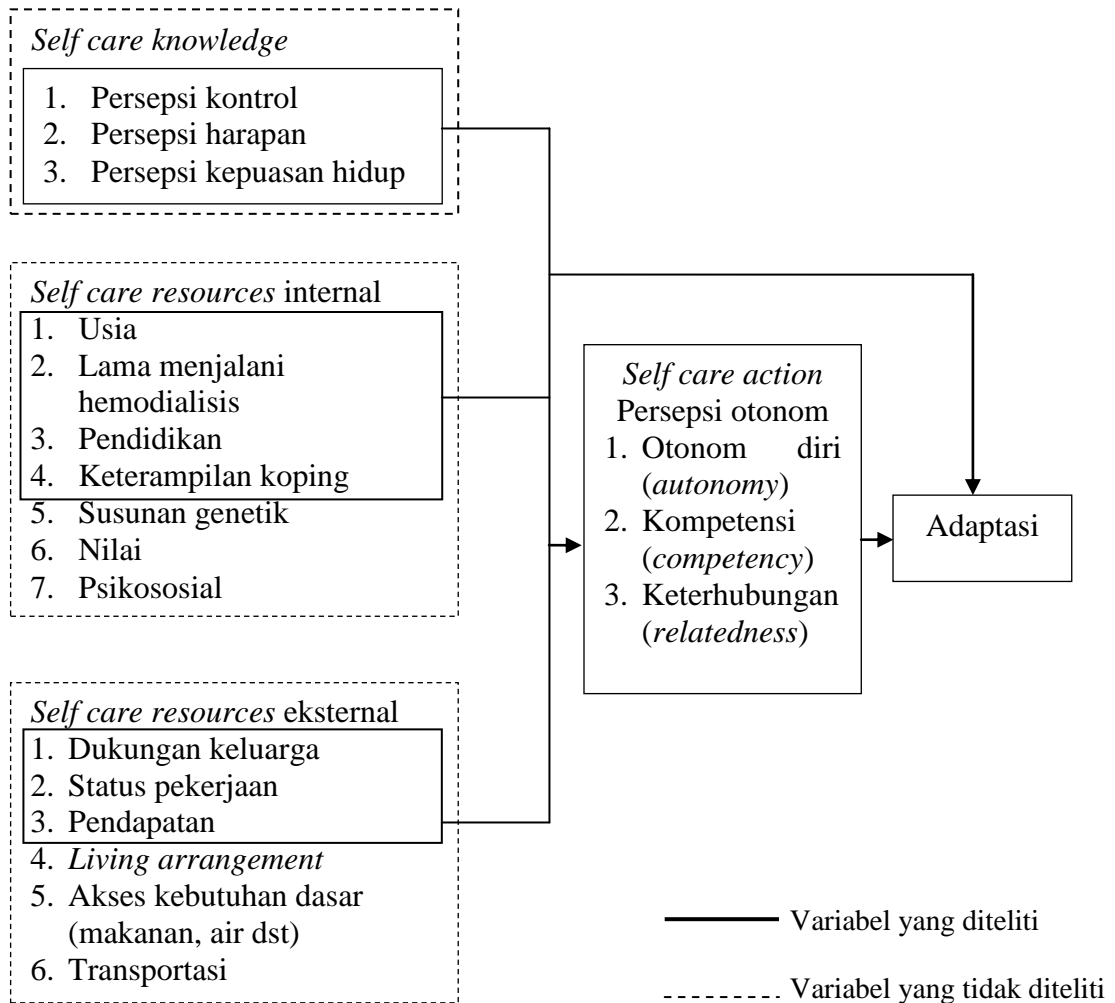 Self care knowledge
1. Persepsi kontrol
2. Persepsi harapan
3. Persepsi kepuasan hidup
Self care resources internal
1. Usia
2. Lama menjalani
hemodialisis
3. Pendidikan
4. Keterampilan koping
5. Susunan genetik
6. Nilai
7. Psikososial
Self care resources eksternal
1. Dukungan keluarga
2. Status pekerjaan
3. Pendapatan
4. Living arrangement
5. Akses kebutuhan dasar
(makanan, air dst)
6. Transportasi
Self care action
Persepsi otonom
1. Otonom diri
(autonomy)
2. Kompetensi
(competency)
3. Keterhubungan
(relatedness)
Adaptasi
Variabel yang diteliti
Variabel yang tidak diteliti